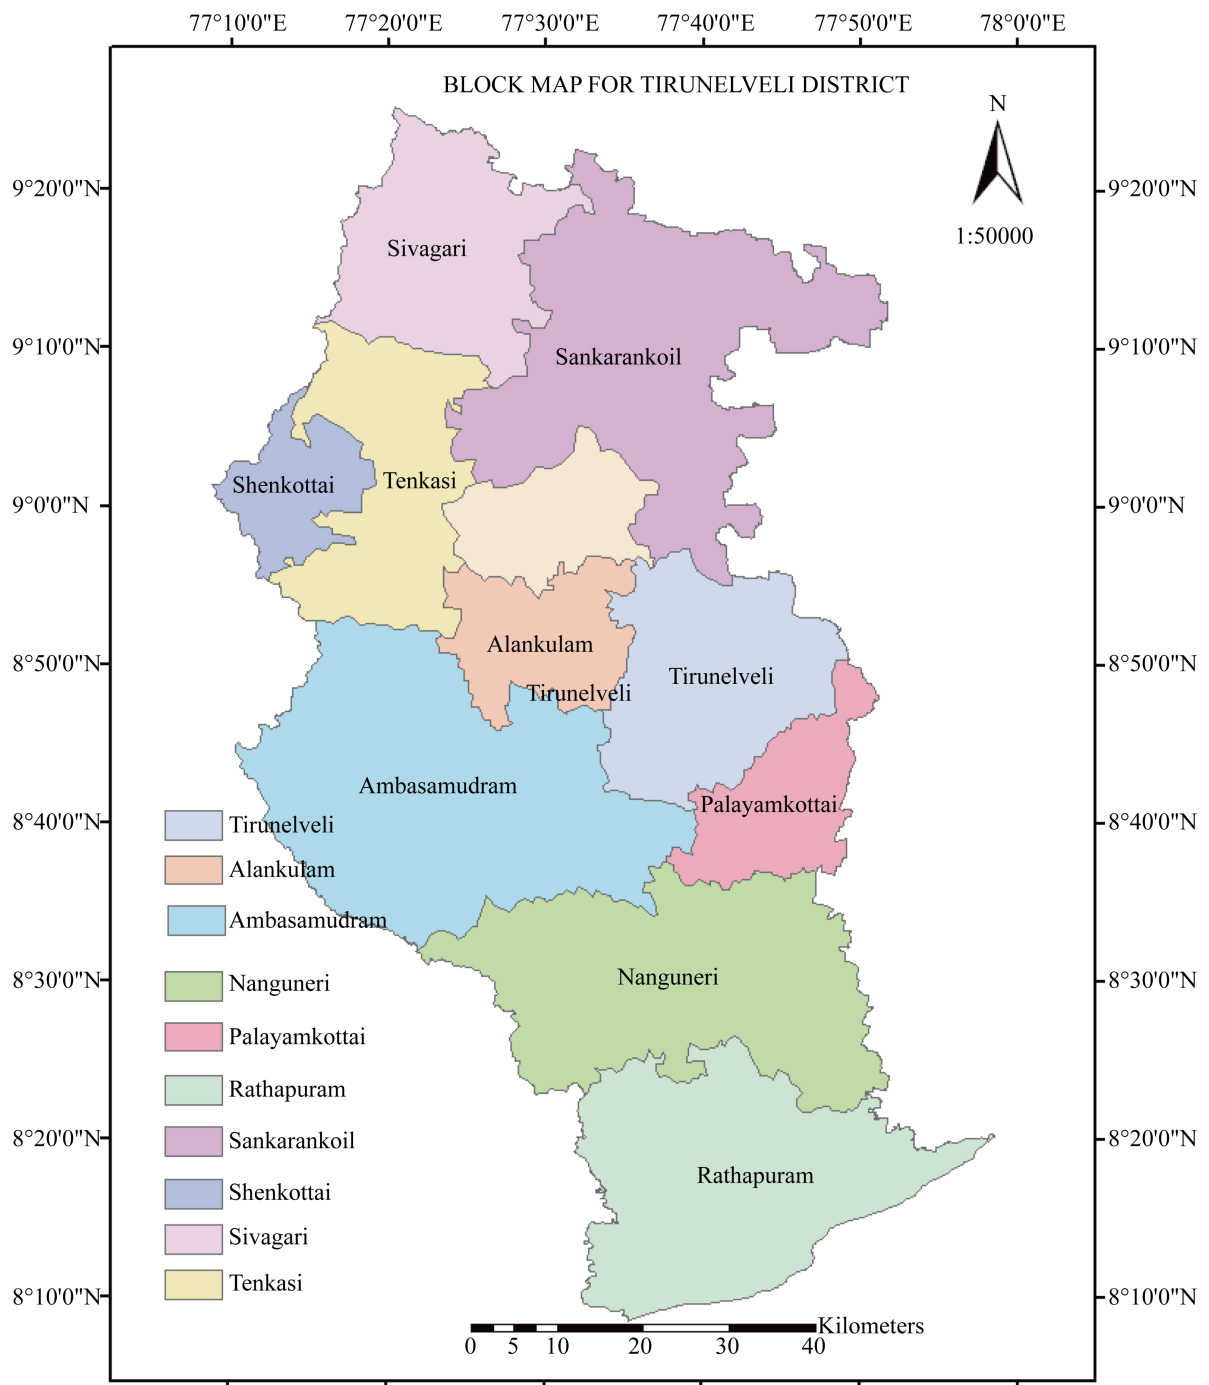 77°10'0"E 77°20'0"E 77°30'0"E 77°40'0"E 77°50'0"E 78°0'0"E
BLOCK MAP FOR TIRUNELVELI DISTRICT
N
1:50000
9°20'0"N 9°20'0"N
Sivagari
9°10'0"N 9°10'0"N
Sankarankoil
Shenkottai
Tenkasi
9°0'0"N 9°0'0"N
Alankulam
8°50'0"N 8°50'0"N
Tirunelveli
Tirunelveli
Ambasamudram
Palayamkottai
8°40'0"N 8°40'0"N
Tirunelveli
Alankulam
Ambasamudram
Nanguneri
8°30'0"N 8°30'0"N
Nanguneri
Palayamkottai
Rathapuram
8°20'0"N 8°20'0"N
Sankarankoil
Rathapuram
Shenkottai
Sivagari
Tenkasi
8°10'0"N 8°10'0"N
Kilometers
0 5 10 20 30 40